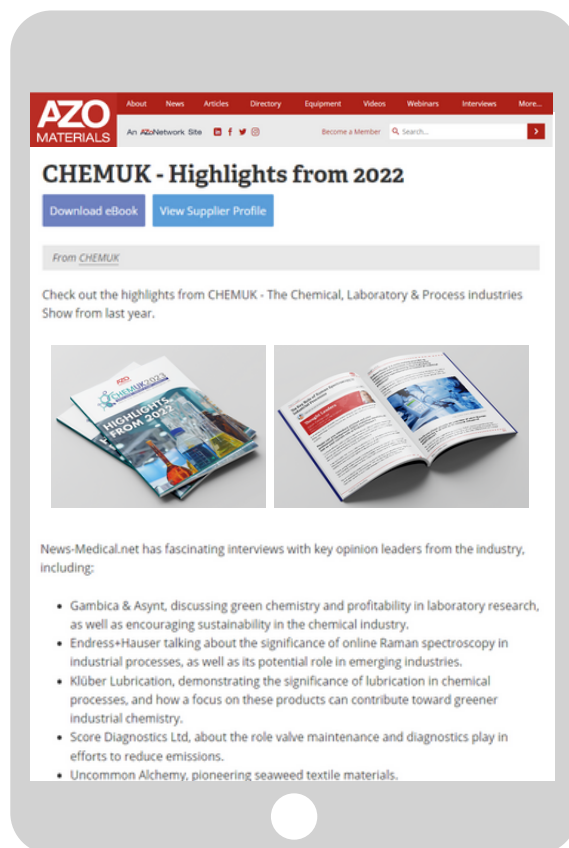 AZO
MATERIALS
About News Articles Directory Equipment Videos Webinars Interviews More...
An AZoNetwork Site
Become a Member
Search...
CHEMUK - Highlights from 2022
Download eBook View Supplier Profile
From CHEMUK
Check out the highlights from CHEMUK - The Chemical, Laboratory & Process industries
Show from last year.
AZO
CHEMUK2023
HIGHLIGHTS
FROM 2022
Thought Leaders
News-Medical.net has fascinating interviews with key opinion leaders from the industry,
including:
• Gambica & Asynt, discussing green chemistry and profitability in laboratory research,
as well as encouraging sustainability in the chemical industry.
• Endress+Hauser talking about the significance of online Raman spectroscopy in
industrial processes, as well as its potential role in emerging industries.
• Klüber Lubrication, demonstrating the significance of lubrication in chemical
processes, and how a focus on these products can contribute toward greener
industrial chemistry.
• Score Diagnostics Ltd, about the role valve maintenance and diagnostics play in
efforts to reduce emissions.
• Uncommon Alchemy, pioneering seaweed textile materials.